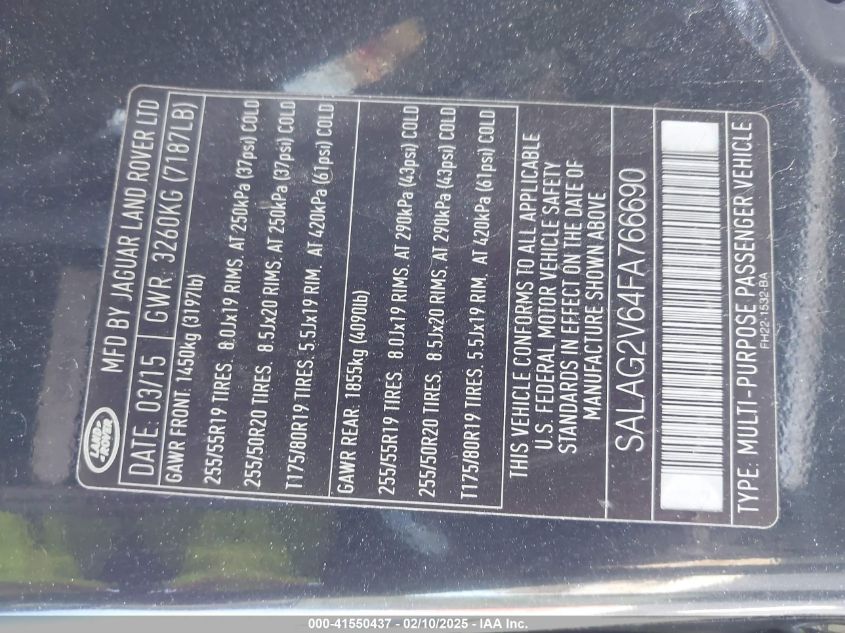 LAND-
ROVER
MFD BY JAGUAR LAND ROVER LTD
DATE: 03/15 GWR: 3260KG (7187LB)
GAWR FRONT: 1450kg (3197lb)
255/55R19 TIRES. 8.0Jx19 RIMS. AT 250kPa (37psi) COLD
255/50R20 TIRES. 8.5Jx20 RIMS. AT 250kPa (37psi) COLD
T175/80R19 TIRES. 5.5Jx19 RIM. AT 420kPa (61psi) COLD
GAWR REAR: 1855kg (4090lb)
255/55R19 TIRES. 8.0Jx19 RIMS. AT 290kPa (43psi) COLD
255/50R20 TIRES. 8.5Jx20 RIMS. AT 290kPa (43psi) COLD
T175/80R19 TIRES. 5.5Jx19 RIM. AT 420kPa (61psi) COLD
THIS VEHICLE CONFORMS TO ALL APPLICABLE
U.S. FEDERAL MOTOR VEHICLE SAFETY
STANDARDS IN EFFECT ON THE DATE OF
MANUFACTURE SHOWN ABOVE
SALAG2V64FA766690
TYPE: MULTI-PURPOSE PASSENGER VEHICLE
FH22-1532-BA
000-41550437 - 02/10/2025 - IAA Inc.